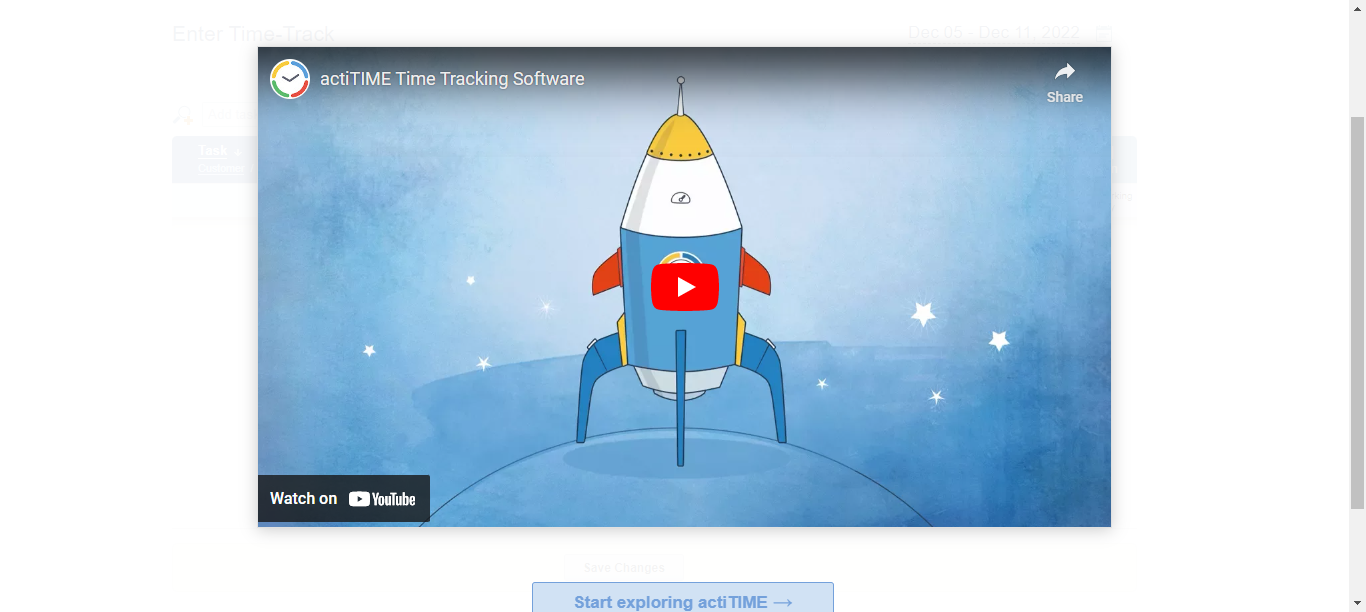 Enter Time-Track
Dec 05 - Dec 11, 2022
actiTIME Time Tracking Software
Share
Task
Watch on YouTube
Save Changes
Start exploring actiTIME →